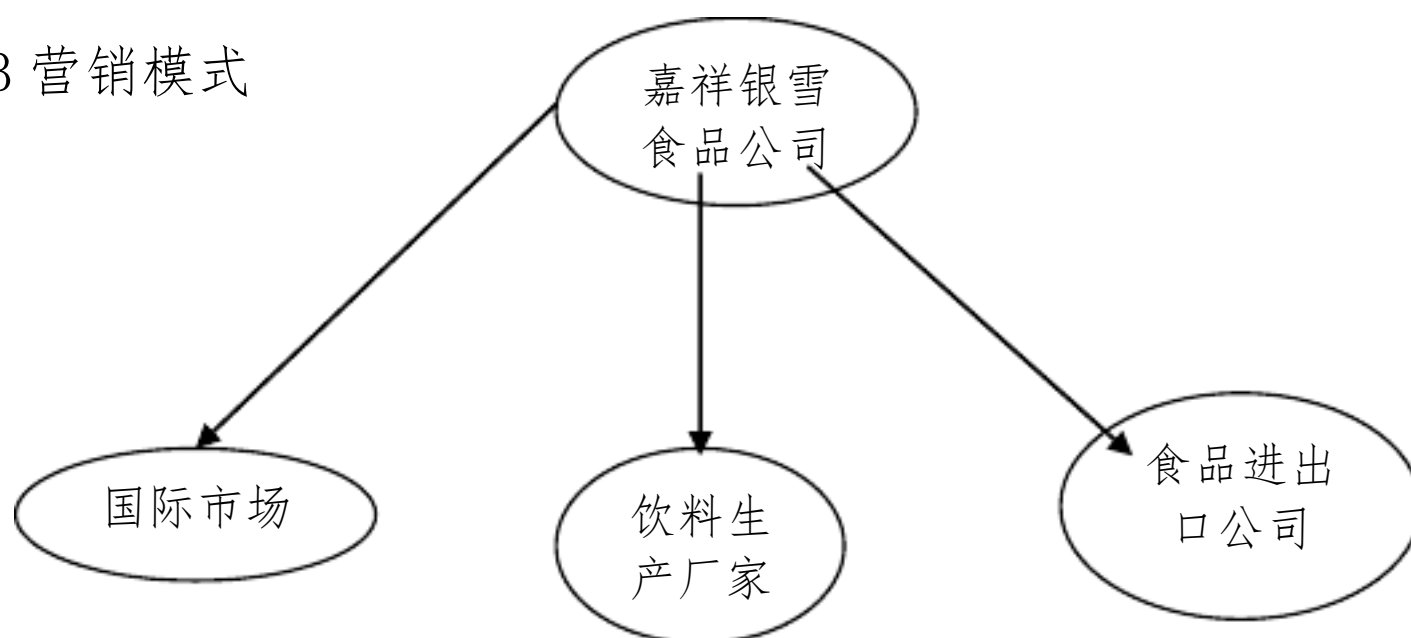 3 营销模式
嘉祥银雪
食品公司
国际市场
饮料生
产厂家
食品进出
口公司